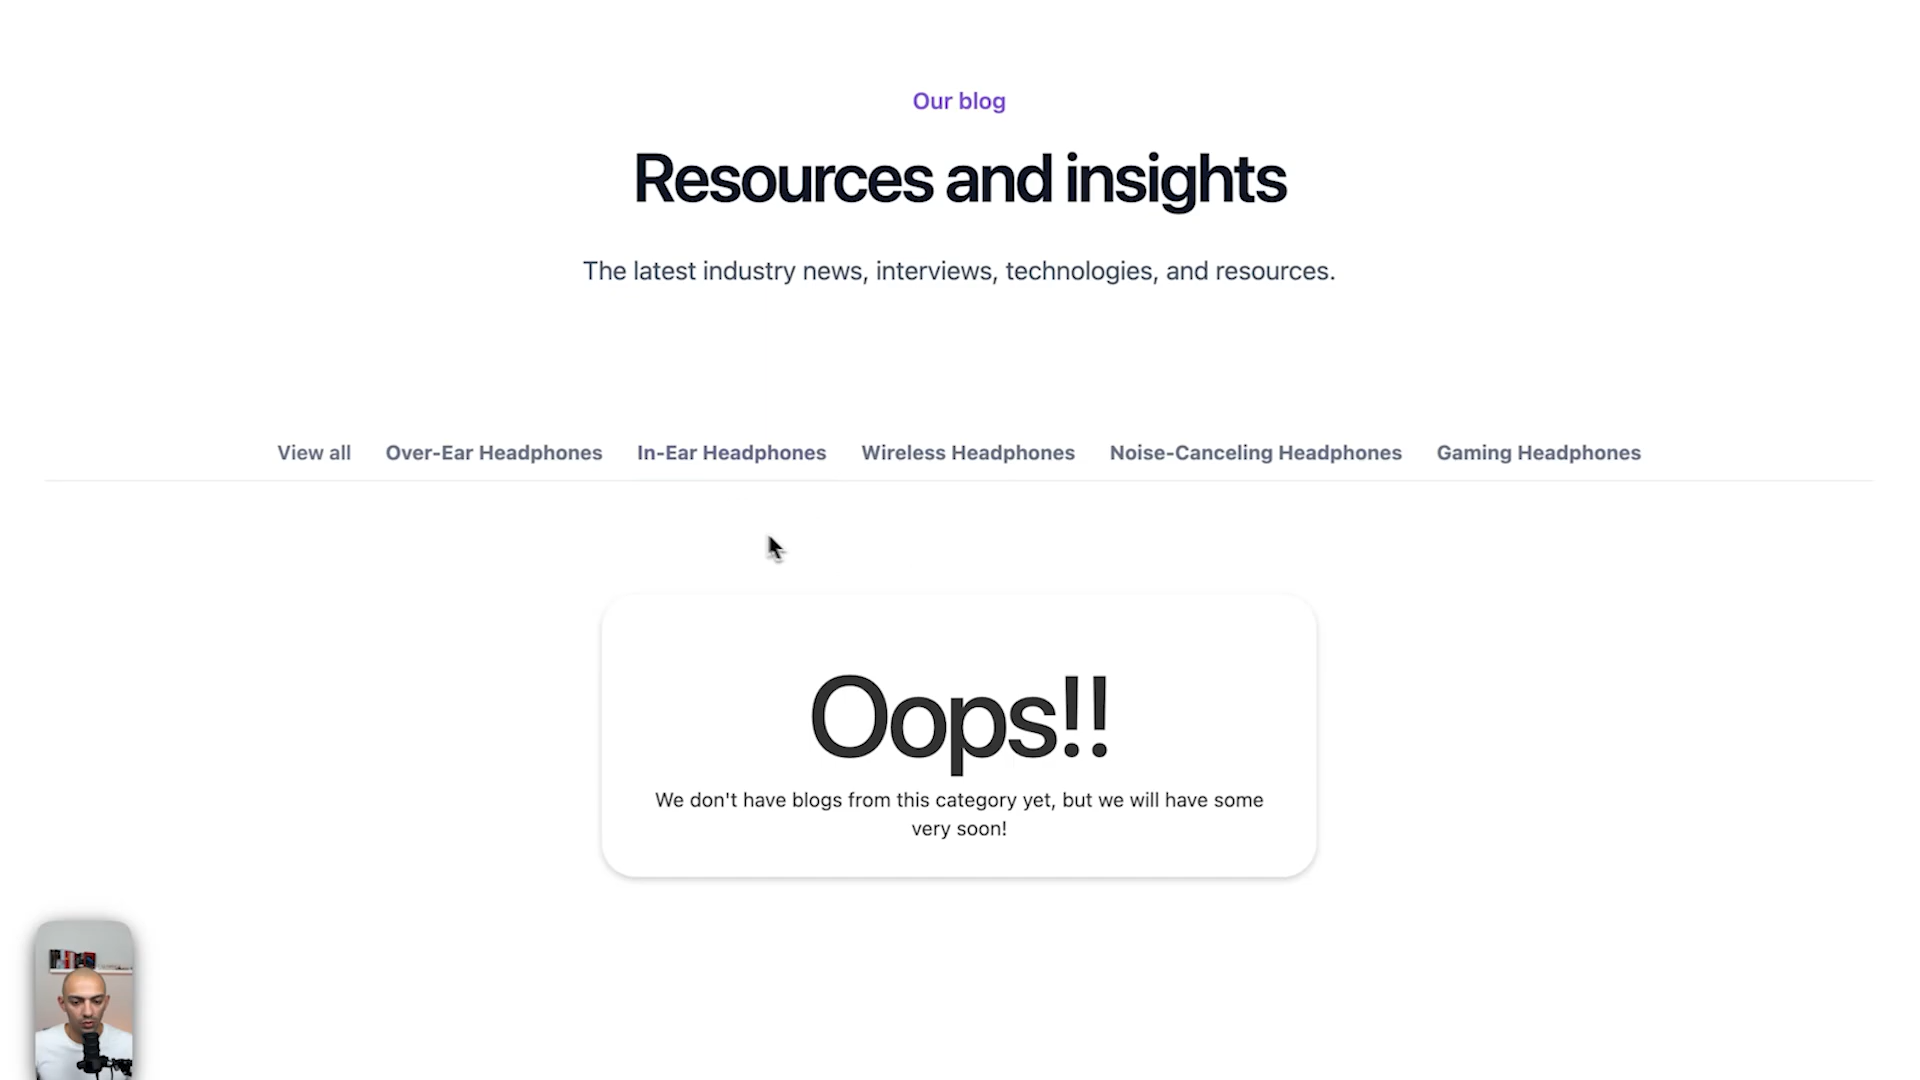 Our blog
Resources and insights
The latest industry news, interviews, technologies, and resources.
View all Over-Ear Headphones In-Ear Headphones Wireless Headphones Noise-Canceling Headphones Gaming Headphones
Oops!!
We don't have blogs from this category yet, but we will have some
very soon!